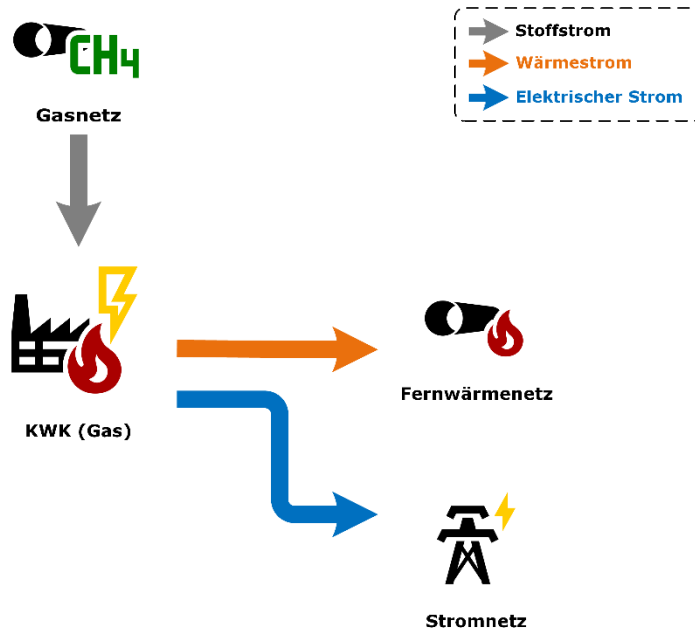 Stoffstrom
Wärmestrom
Elektrischer Strom
CH4
Gasnetz
KWK (Gas)
Fernwärmenetz
Stromnetz